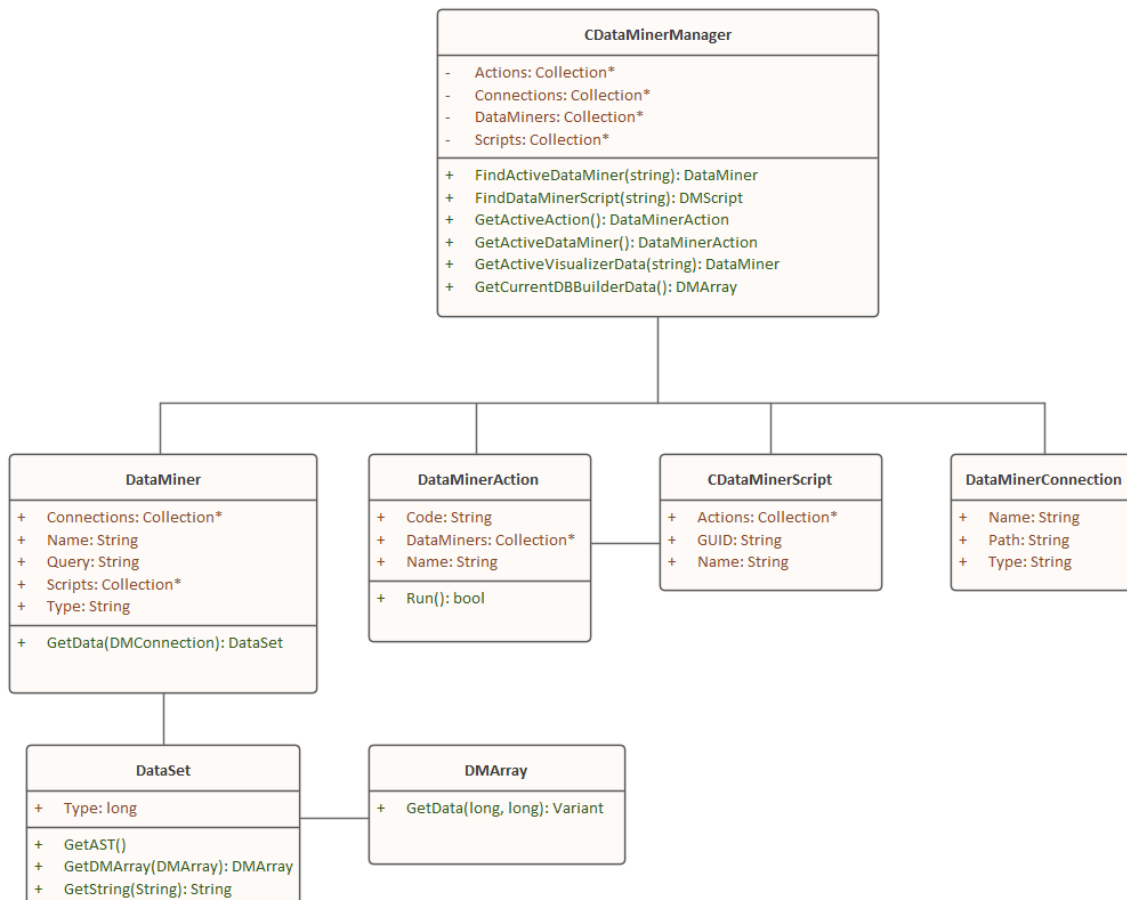 CDataMinerManager
- Actions: Collection*
- Connections: Collection*
- DataMiners: Collection*
- Scripts: Collection*
+ FindActiveDataMiner(string): DataMiner
+ FindDataMinerScript(string): DMScript
+ GetActiveAction(): DataMinerAction
+ GetActiveDataMiner(): DataMinerAction
+ GetActiveVisualizerData(string): DataMiner
+ GetCurrentDBBuilderData(): DMArray
DataMiner
+ Connections: Collection*
+ Name: String
+ Query: String
+ Scripts: Collection*
+ Type: String
+ GetData(DMConnection): DataSet
DataMinerAction
+ Code: String
+ DataMiners: Collection*
+ Name: String
+ Run(): bool
CDataMinerScript
+ Actions: Collection*
+ GUID: String
+ Name: String
DataMinerConnection
+ Name: String
+ Path: String
+ Type: String
DataSet
+ Type: long
+ GetAST()
+ GetDMArray(DMArray): DMArray
+ GetString(String): String
DMArray
+ GetData(long, long): Variant